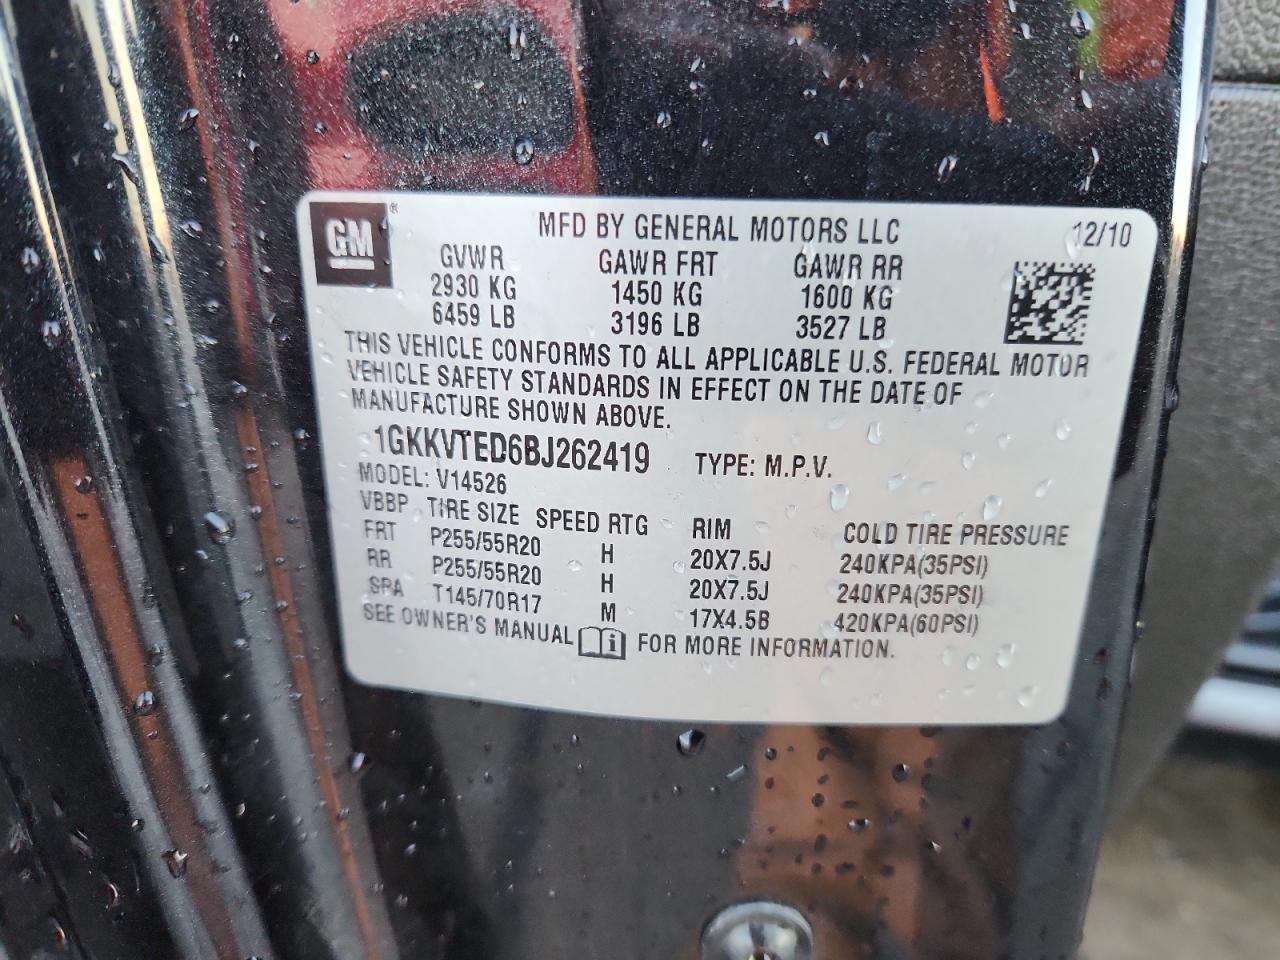 GM ® MFD BY GENERAL MOTORS LLC 12/10
GVWR GAWR FRT GAWR RR
2930 KG 1450 KG 1600 KG
6459 LB 3196 LB 3527 LB
THIS VEHICLE CONFORMS TO ALL APPLICABLE U.S. FEDERAL MOTOR
VEHICLE SAFETY STANDARDS IN EFFECT ON THE DATE OF
MANUFACTURE SHOWN ABOVE.
1GKKVTED6BJ262419 TYPE: M.P.V.
MODEL: V14526
VBBP TIRE SIZE SPEED RTG RIM COLD TIRE PRESSURE
FRT P255/55R20 H 20X7.5J 240KPA(35PSI)
RR P255/55R20 H 20X7.5J 240KPA(35PSI)
SPA T145/70R17 M 17X4.5B 420KPA(60PSI)
SEE OWNER'S MANUAL i FOR MORE INFORMATION.